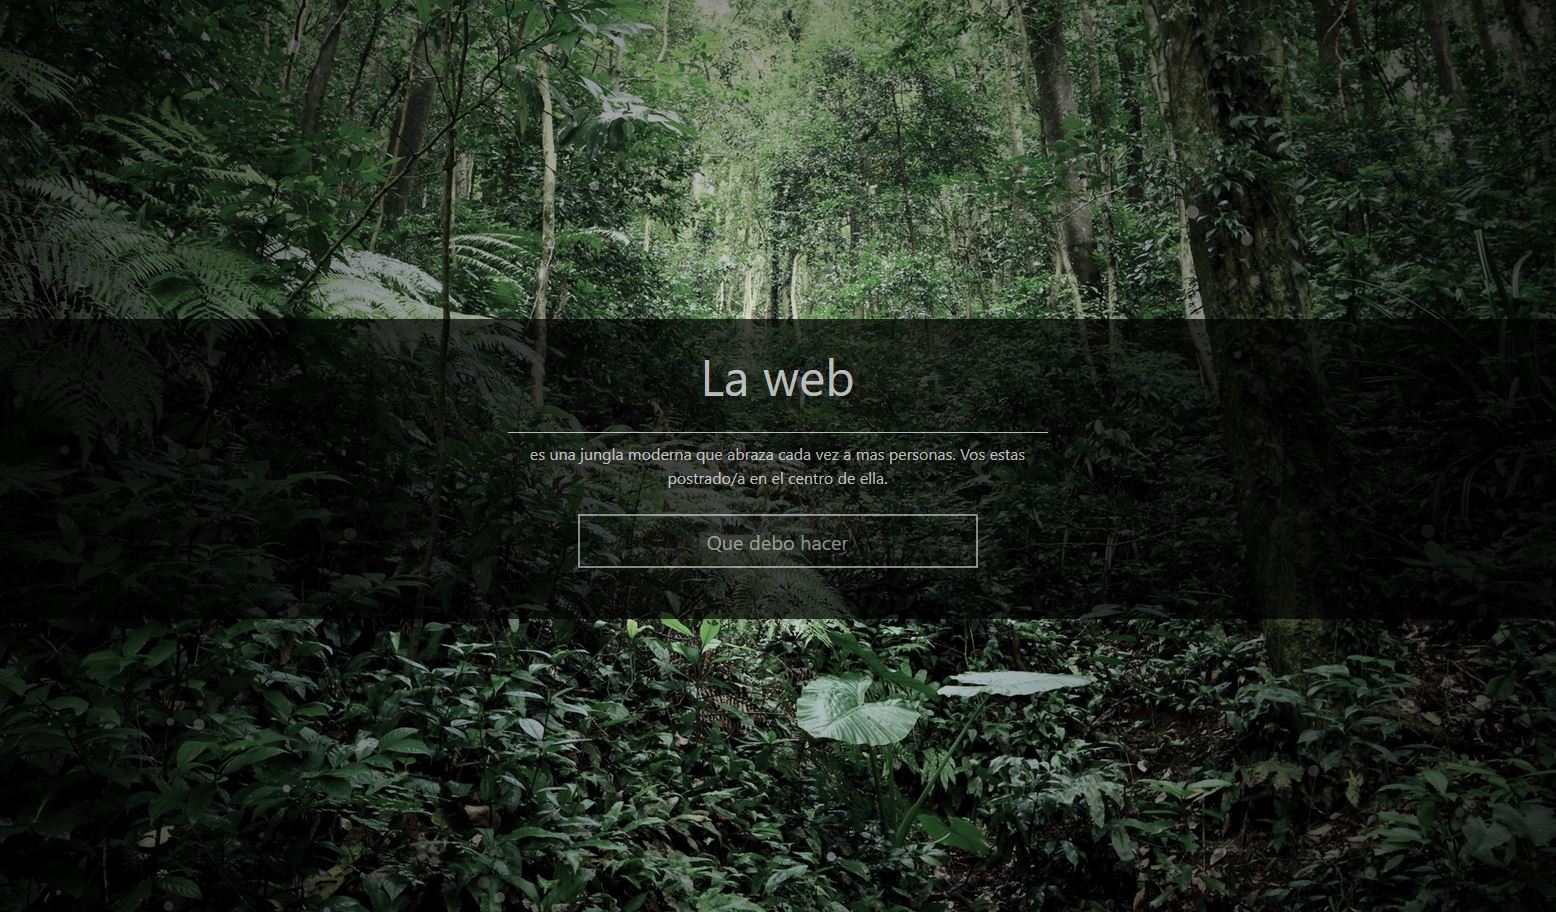 La web
es una jungla moderna que abraza cada vez a mas personas. Vos estas
postrado/a en el centro de ella.
Que debo hacer